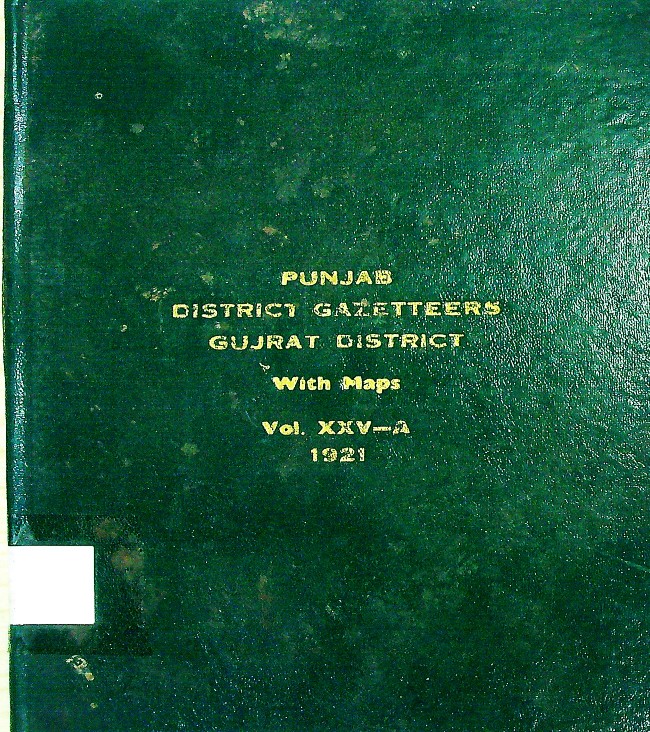 PUNJAB
DISTRICT GAZETTEERS
GUJRAT DISTRICT
With Maps
Vol. XXV—A
1921